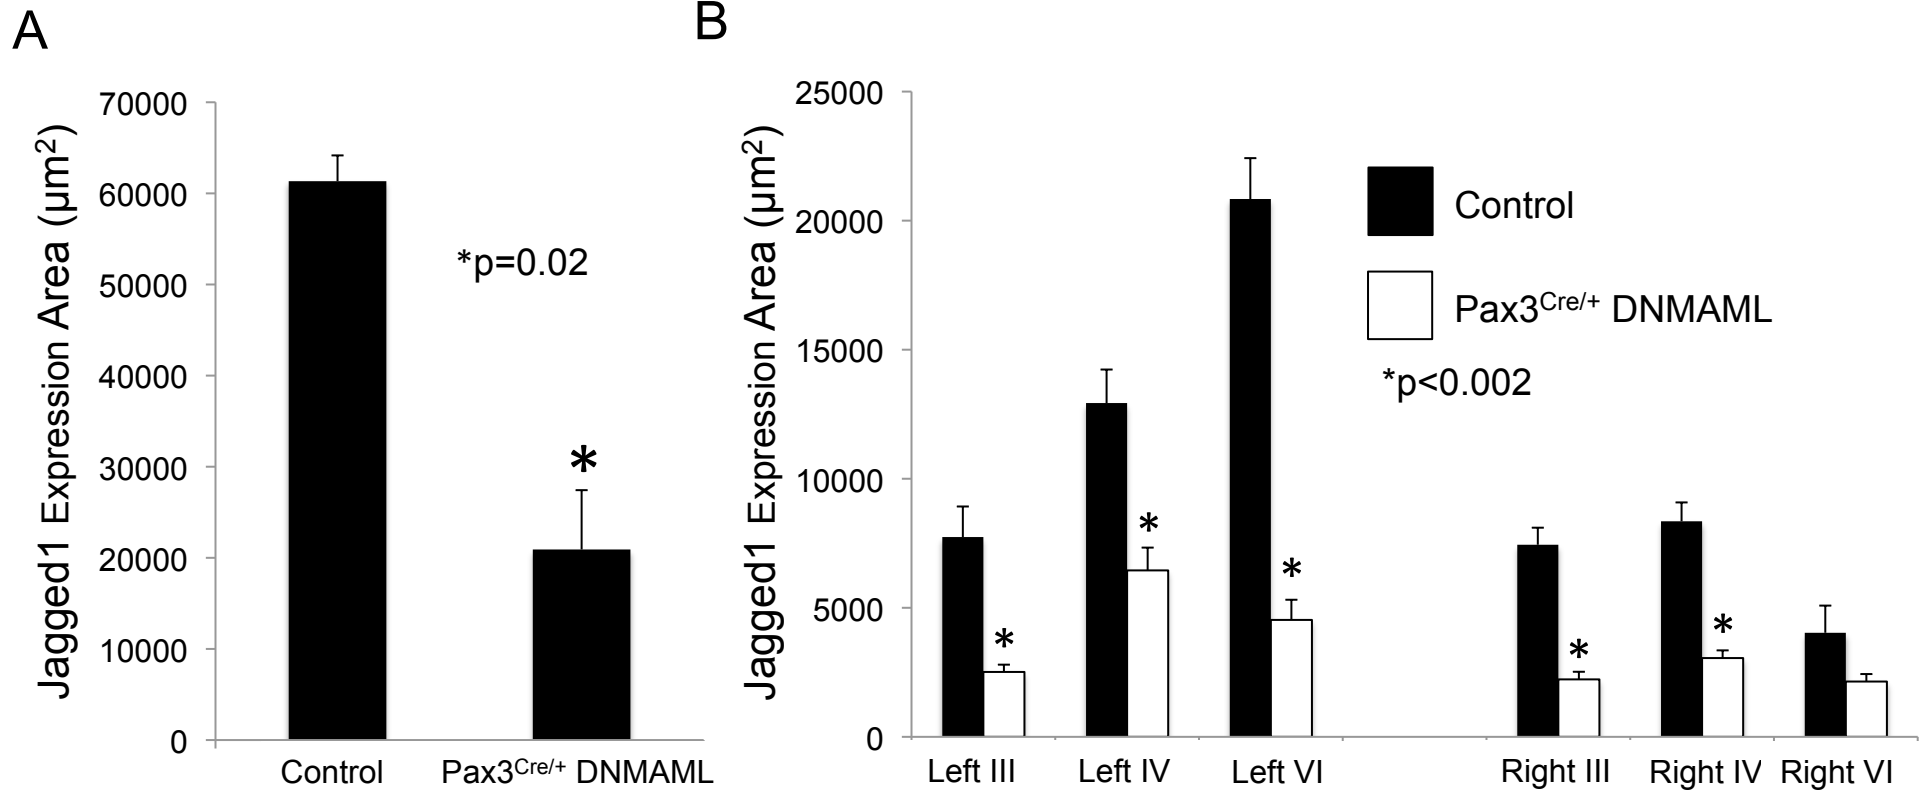 A
Jagged1 Expression Area (µm²)
70000
60000
50000
40000
30000
20000
10000
0
*p=0.02
*
Control
Pax3Cre/+ DNMAML
B
Jagged1 Expression Area (µm²)
25000
20000
15000
10000
5000
0
Control
Pax3Cre/+ DNMAML
*p<0.002
*
*
*
*
*
Left III
Left IV
Left VI
Right III
Right IV
Right VI